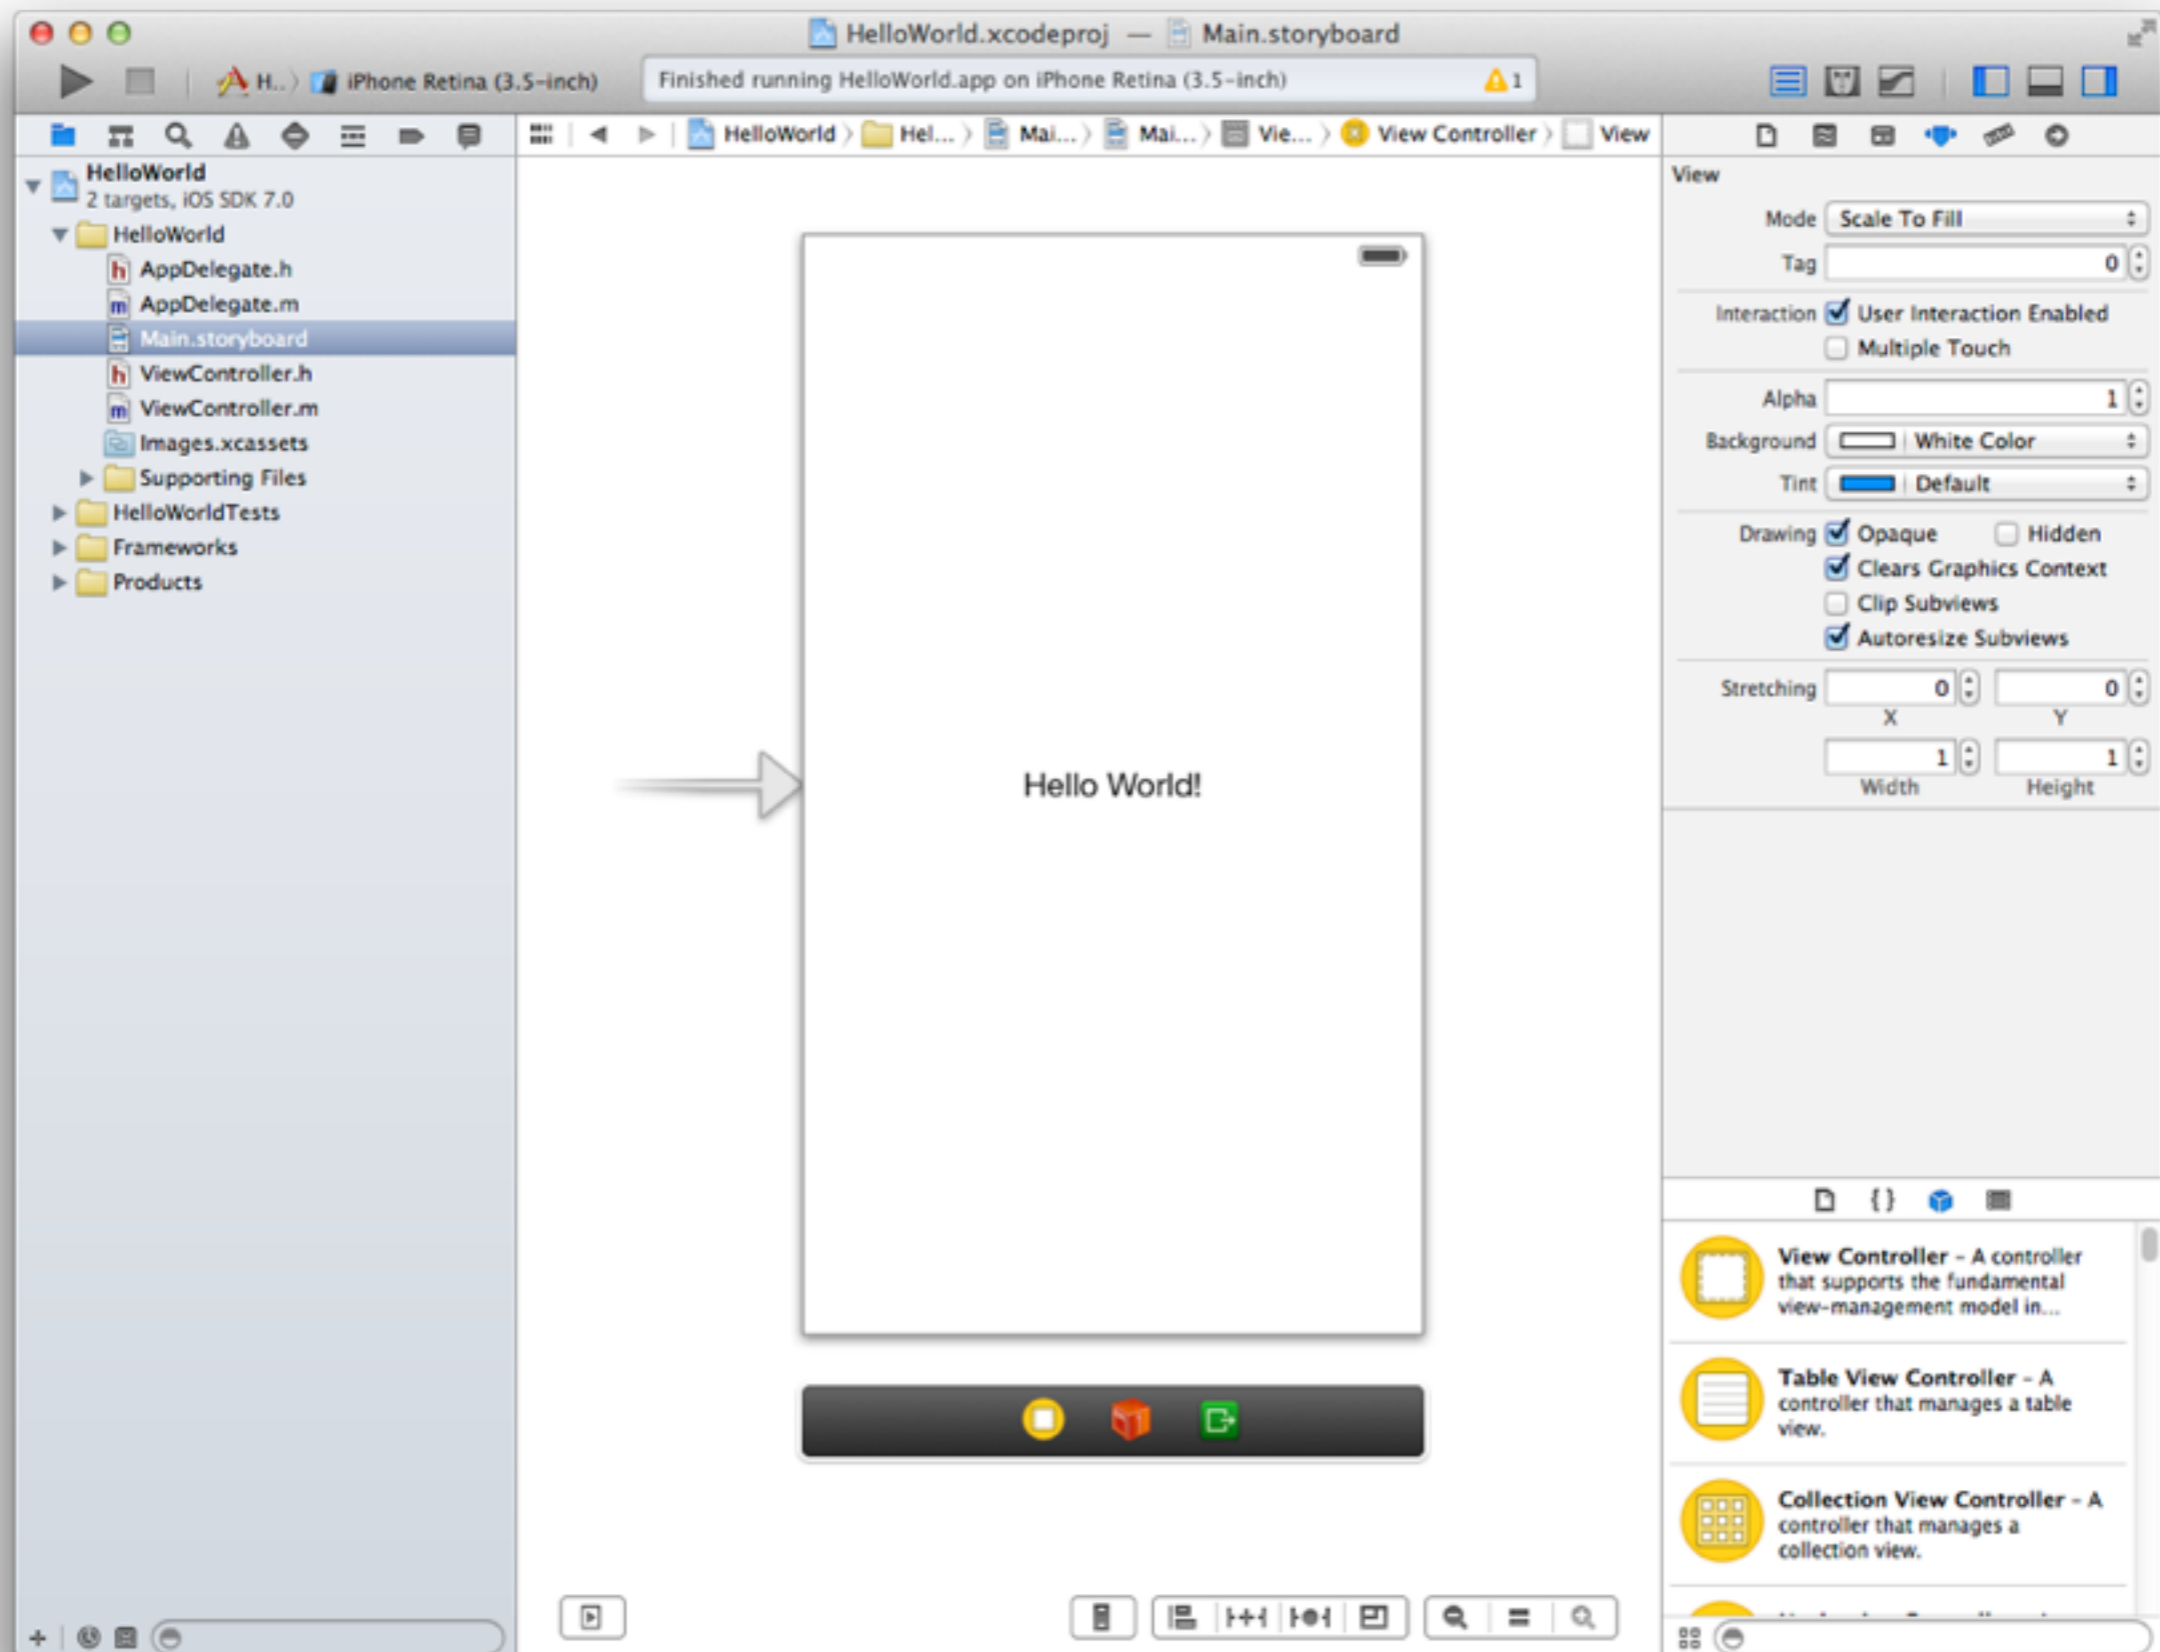 HelloWorld.xcodeproj — Main.storyboard
H.. iPhone Retina (3.5-inch)
Finished running HelloWorld.app on iPhone Retina (3.5-inch)
1
HelloWorld Hel... Mai... Mai... Vie... View Controller View
HelloWorld
2 targets, iOS SDK 7.0
HelloWorld
h AppDelegate.h
m AppDelegate.m
Main.storyboard
h ViewController.h
m ViewController.m
Images.xcassets
Supporting Files
HelloWorldTests
Frameworks
Products
Hello World!
View
Mode Scale To Fill
Tag 0
Interaction User Interaction Enabled
Multiple Touch
Alpha 1
Background White Color
Tint Default
Drawing Opaque Hidden
Clears Graphics Context
Clip Subviews
Autoresize Subviews
Stretching 0 0
X Y
1 1
Width Height
{}
View Controller - A controller
that supports the fundamental
view-management model in...
Table View Controller - A
controller that manages a table
view.
Collection View Controller - A
controller that manages a
collection view.